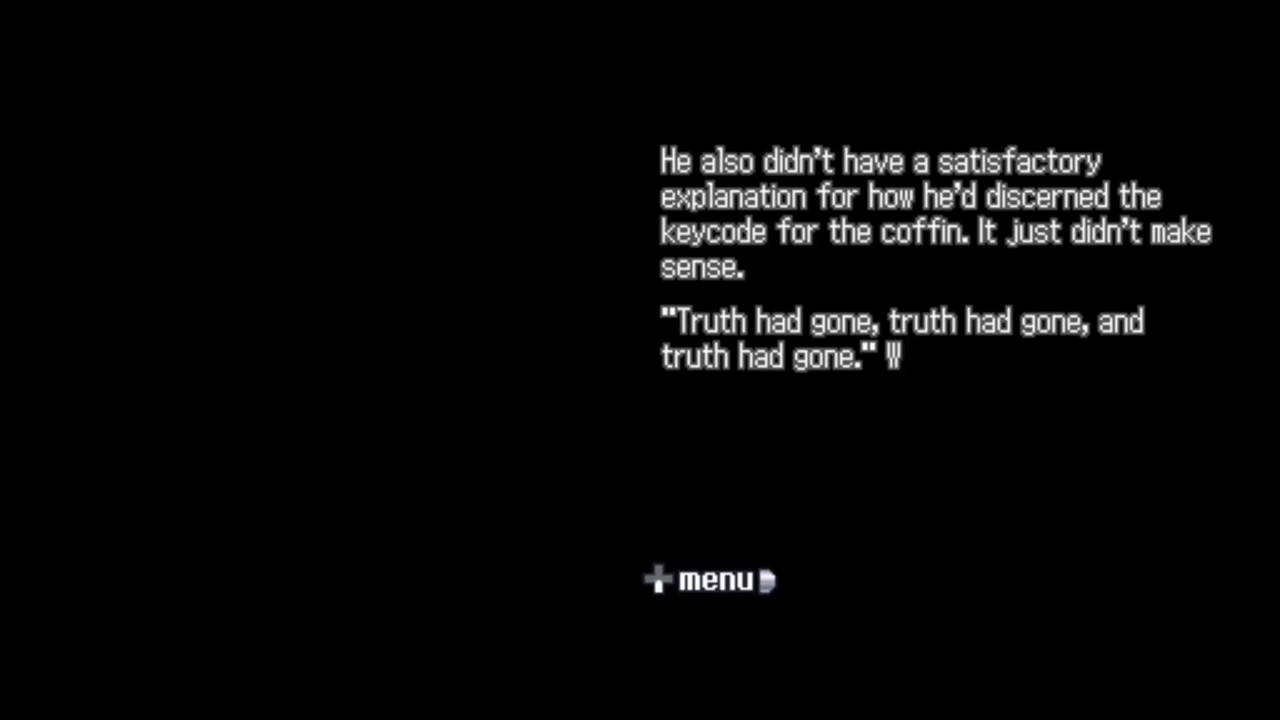 He also didn't have a satisfactory
explanation for how he'd discerned the
keycode for the coffin. It just didn't make
sense.
"Truth had gone, truth had gone, and
truth had gone."
menu